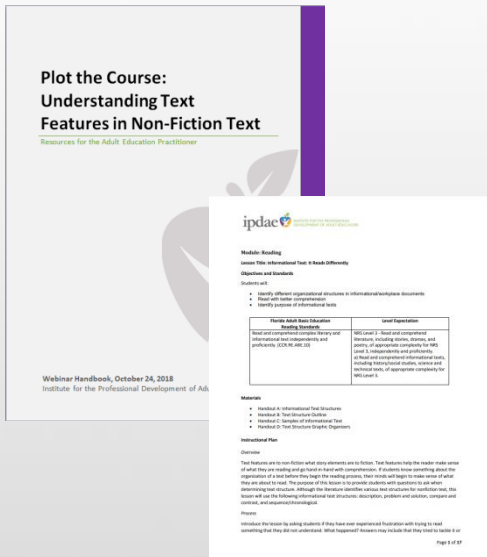 Plot the Course:
Understanding Text
Features in Non-Fiction Text
Resources for the Adult Education Practitioner
Webinar Handbook, October 24, 2018
Institute for the Professional Development of Adu
ipdae
INSTITUTE FOR THE PROFESSIONAL
DEVELOPMENT OF ADULT EDUCATORS
Module: Reading
Lesson Title: Informational Text: It Reads Differently
Objectives and Standards
Students will:
• Identify different organizational structures in informational/workplace documents
• Read with better comprehension
• Identify purpose of informational texts
Florida Adult Basic Education
Reading Standards
Read and comprehend complex literary and
informational text independently and
proficiently. (CCR.RE.ABE.10)
Level Expectation
NRS Level 3 - Read and comprehend
literature, including stories, dramas, and
poetry, of appropriate complexity for NRS
Level 3, independently and proficiently.
a) Read and comprehend informational texts,
including history/social studies, science and
technical texts, of appropriate complexity for
NRS Level 3.
Materials
• Handout A: Informational Text Structures
• Handout B: Text Structure Outline
• Handout C: Samples of Informational Text
• Handout D: Text Structure Graphic Organizers
Instructional Plan
Overview
Text features are to non-fiction what story elements are to fiction. Text features help the reader make sense
of what they are reading and go hand-in-hand with comprehension. If students know something about the
organization of a text before they begin the reading process, their minds will begin to make sense of what
they are about to read. The purpose of this lesson is to provide students with questions to ask when
determining text structure. Although the literature identifies various text structures for nonfiction text, this
lesson will use the following informational text structures: description, problem and solution, compare and
contrast, and sequence/chronological.
Process
Introduce the lesson by asking students if they have ever experienced frustration with trying to read
something that they did not understand. What happened? Answers may include that they tried to tackle it or
Page 5 of 37